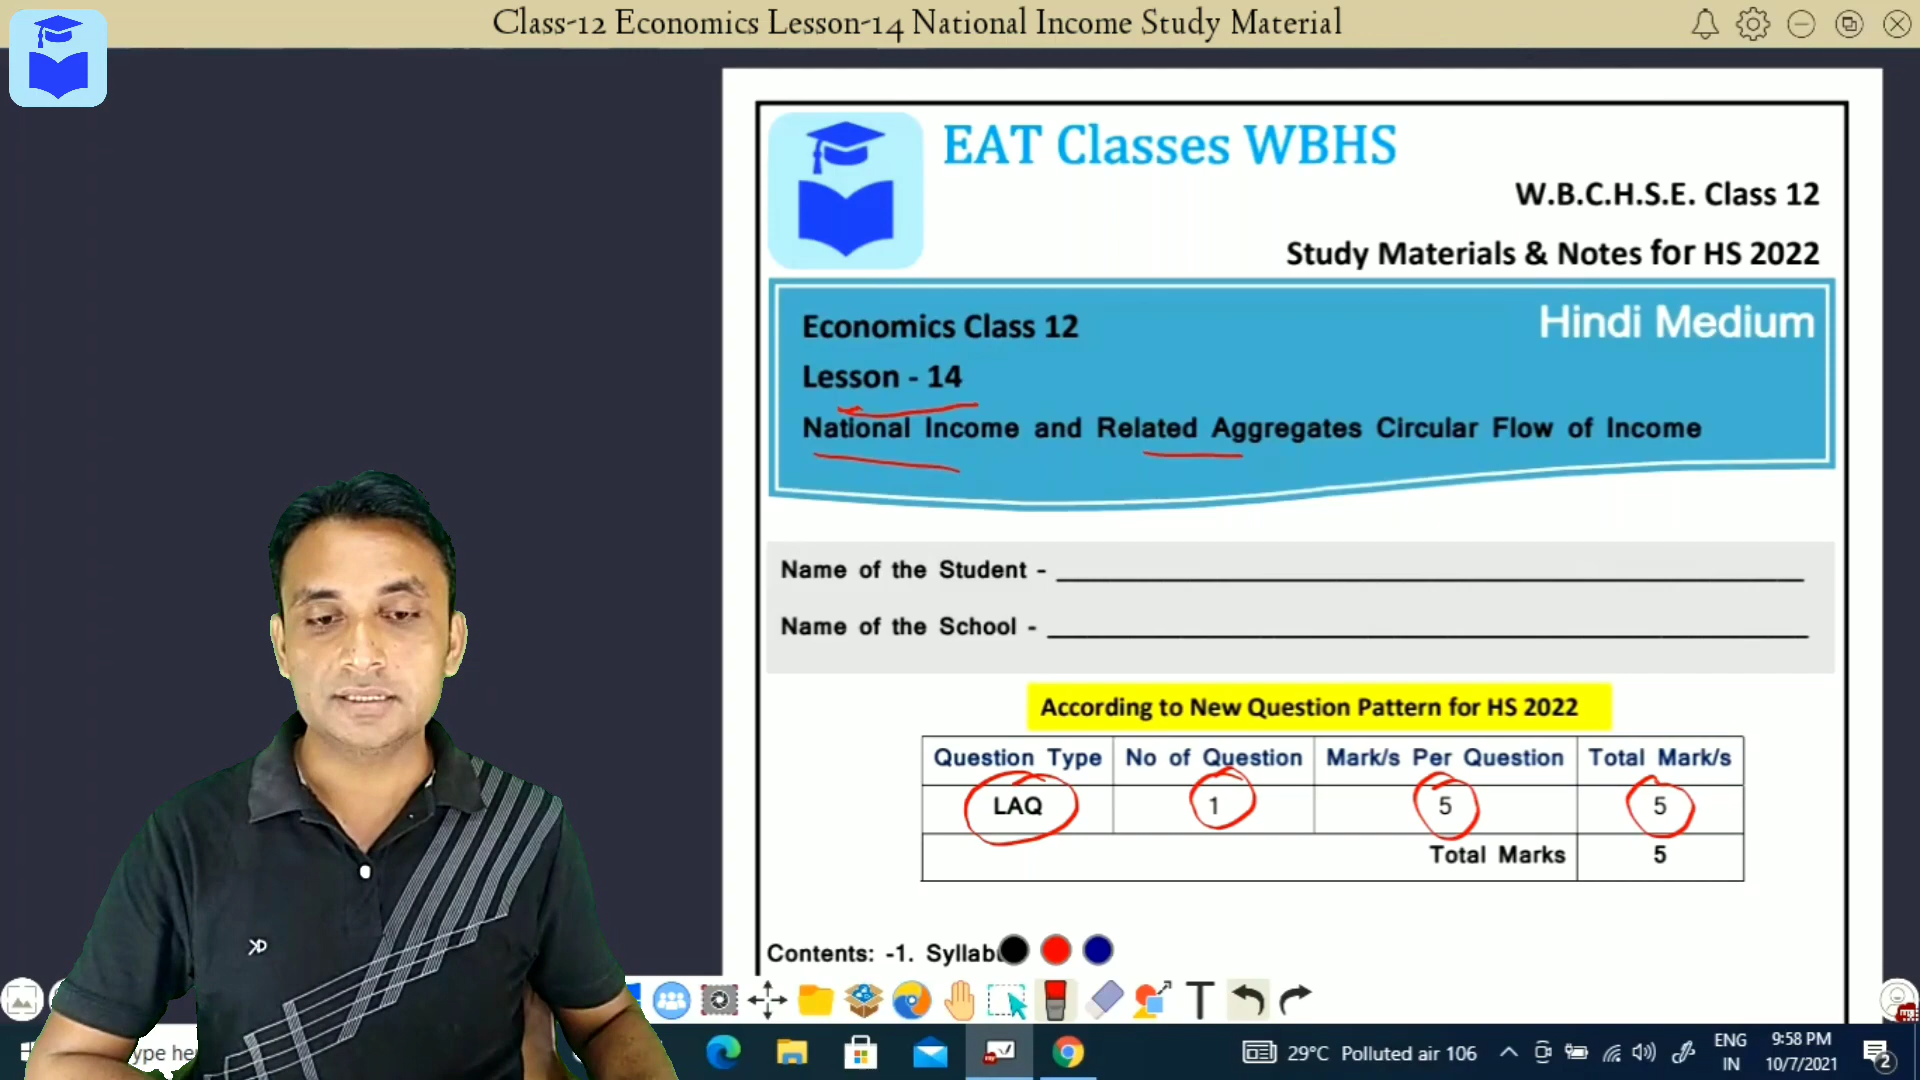 Class-12 Economics Lesson-14 National Income Study Material
EAT Classes WBHS
W.B.C.H.S.E. Class 12
Study Materials & Notes for HS 2022
Hindi Medium
Economics Class 12
Lesson - 14
National Income and Related Aggregates Circular Flow of Income
Name of the Student -
Name of the School -
According to New Question Pattern for HS 2022
Question Type No of Question Mark/s Per Question Total Mark/s
LAQ 1 5 5
Total Marks 5
Contents: -1.
T
29°C Polluted air 106
ENG
IN
9:58 PM
10/7/2021
2